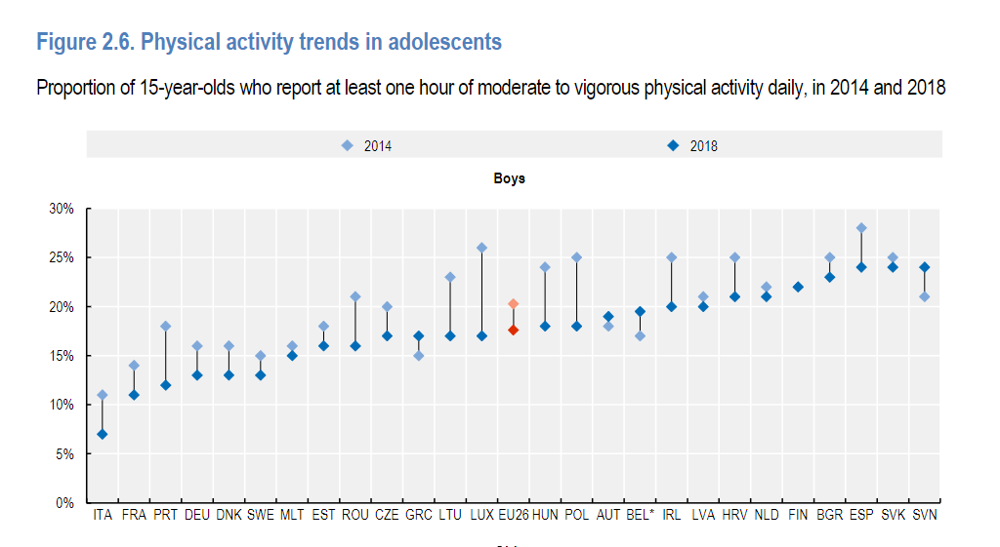 Figure 2.6. Physical activity trends in adolescents
Proportion of 15-year-olds who report at least one hour of moderate to vigorous physical activity daily, in 2014 and 2018
2014 2018
Boys
30%
25%
20%
15%
10%
5%
0%
ITA FRA PRT DEU DNK SWE MLT EST ROU CZE GRC LTU LUX EU26 HUN POL AUT BEL* IRL LVA HRV NLD FIN BGR ESP SVK SVN